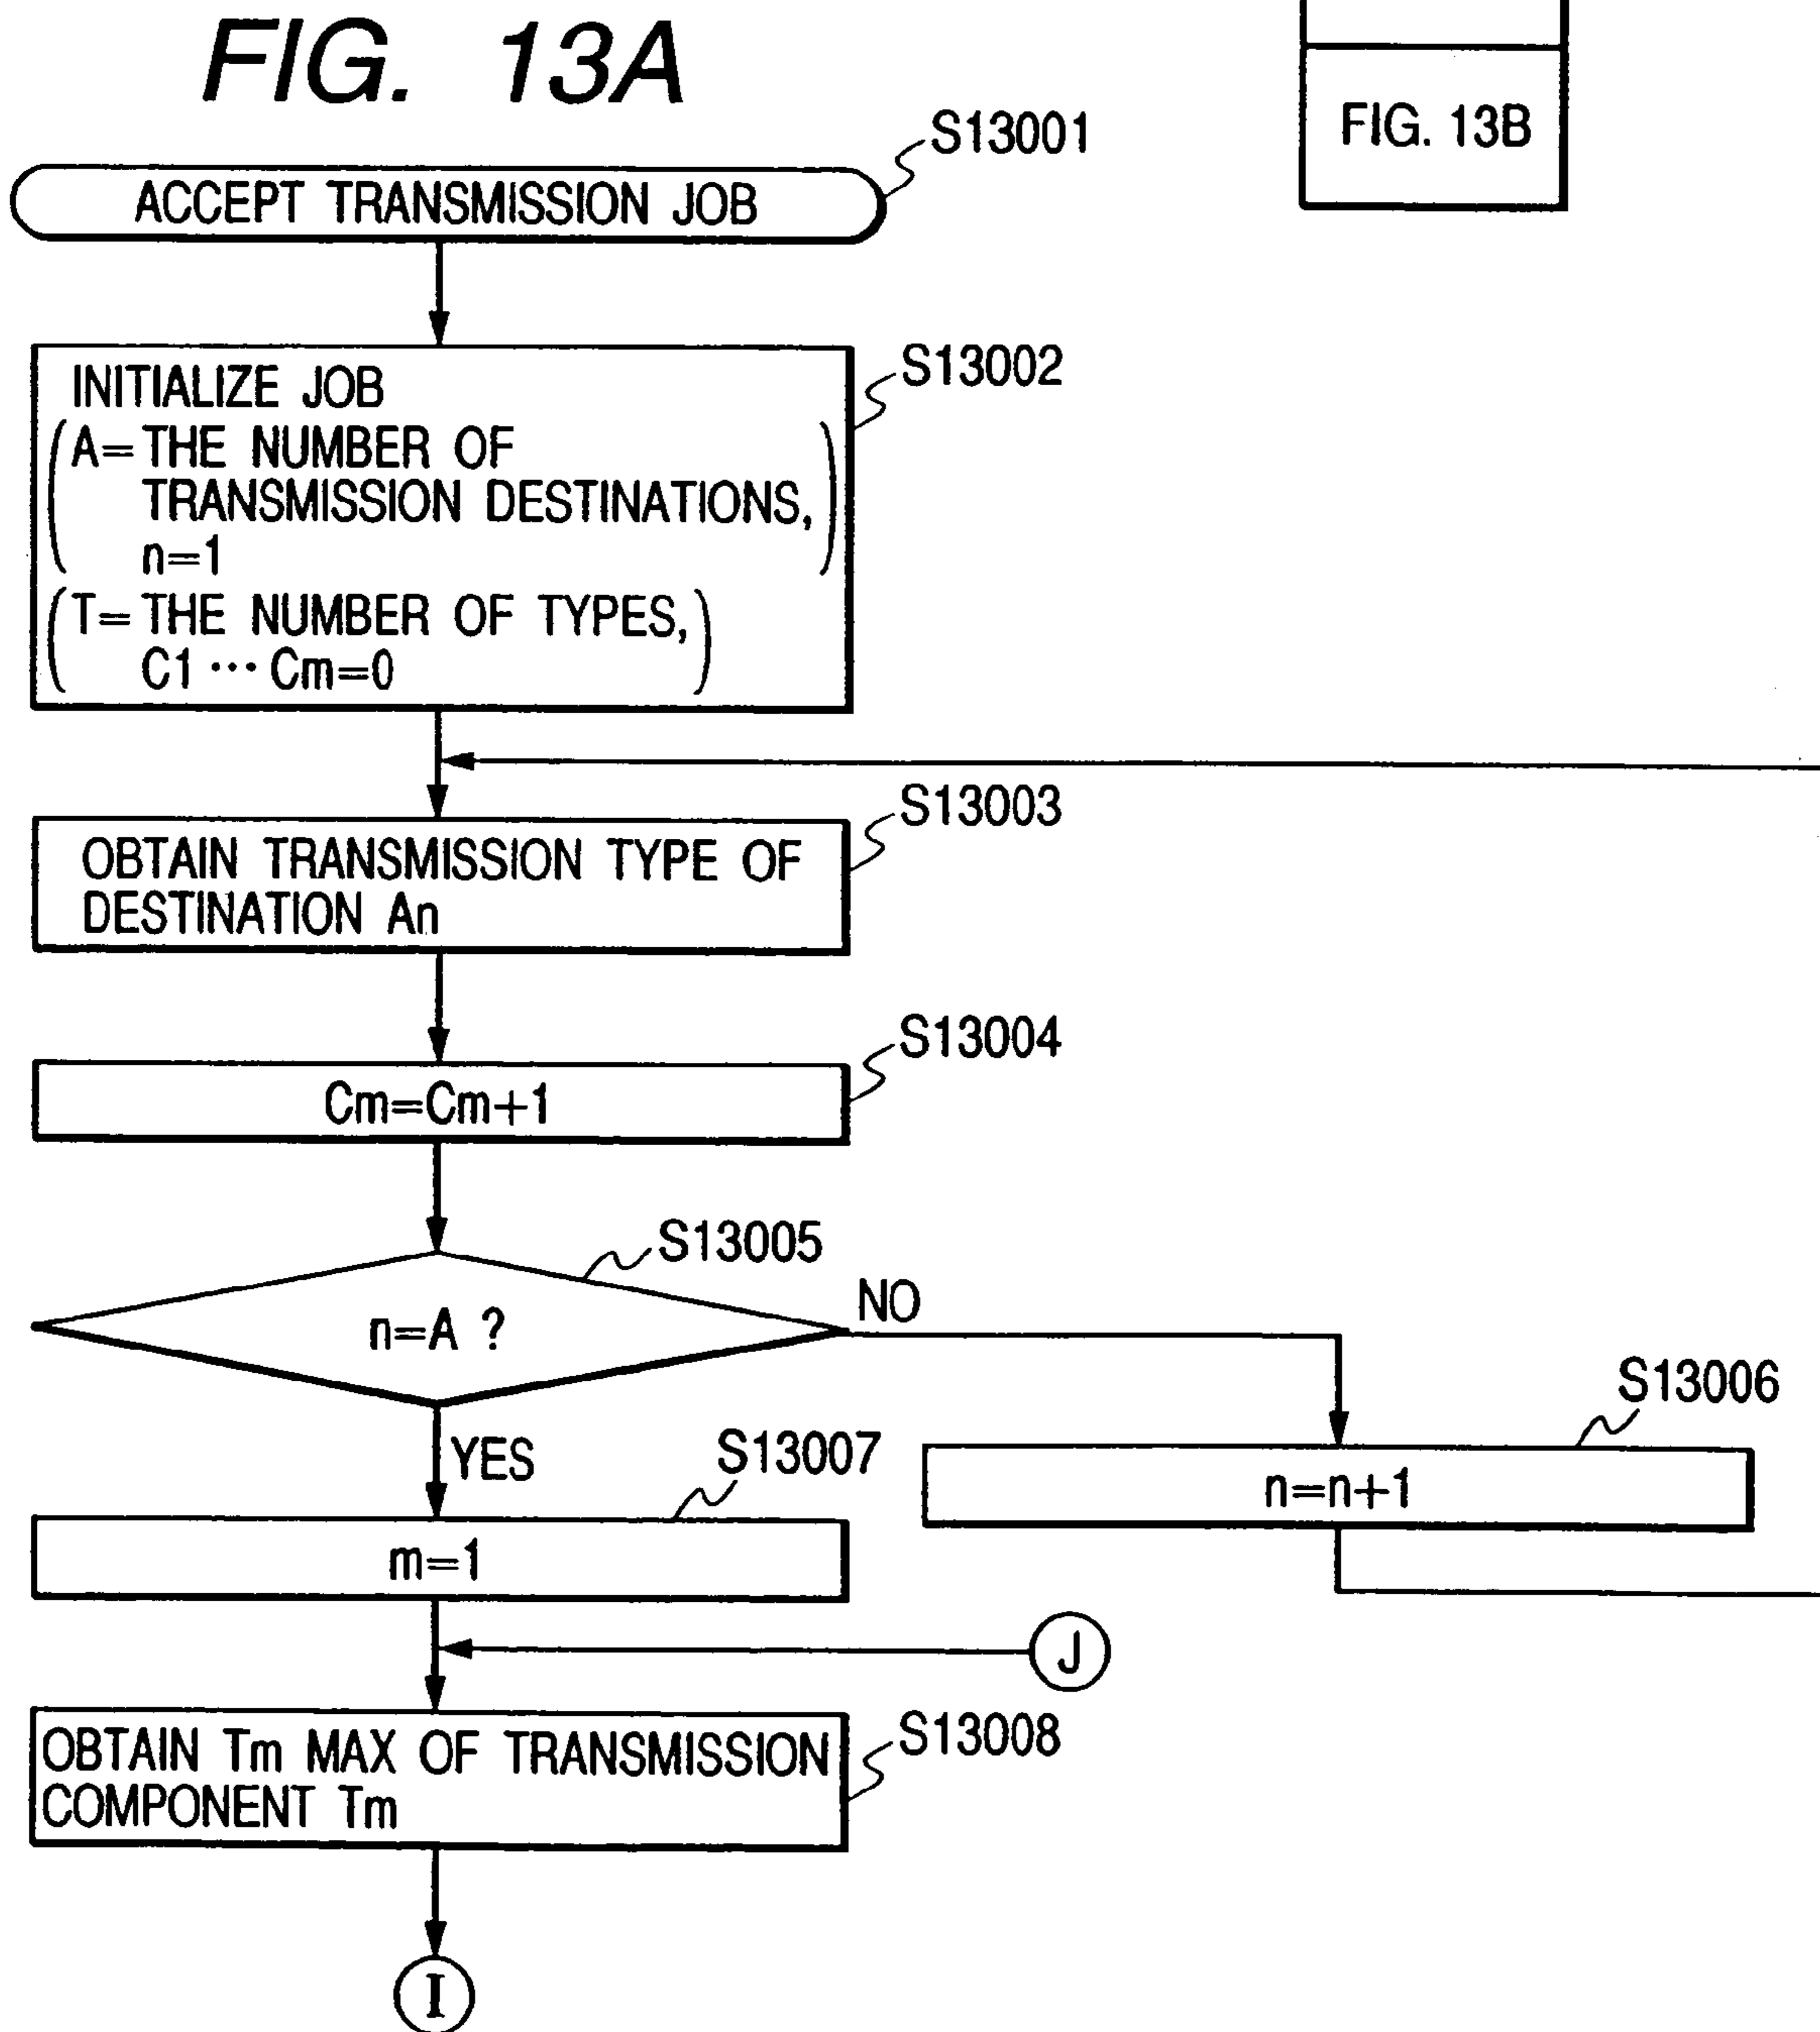 FIG. 13A
FIG. 13B
S13001
ACCEPT TRANSMISSION JOB
S13002
INITIALIZE JOB
(A=THE NUMBER OF
TRANSMISSION DESTINATIONS,
n=1)
(T=THE NUMBER OF TYPES,
C1 ··· Cm=0)
S13003
OBTAIN TRANSMISSION TYPE OF
DESTINATION An
S13004
Cm=Cm+1
S13005
n=A ?
NO
S13006
n=n+1
YES
S13007
m=1
J
S13008
OBTAIN Tm MAX OF TRANSMISSION
COMPONENT Tm
I